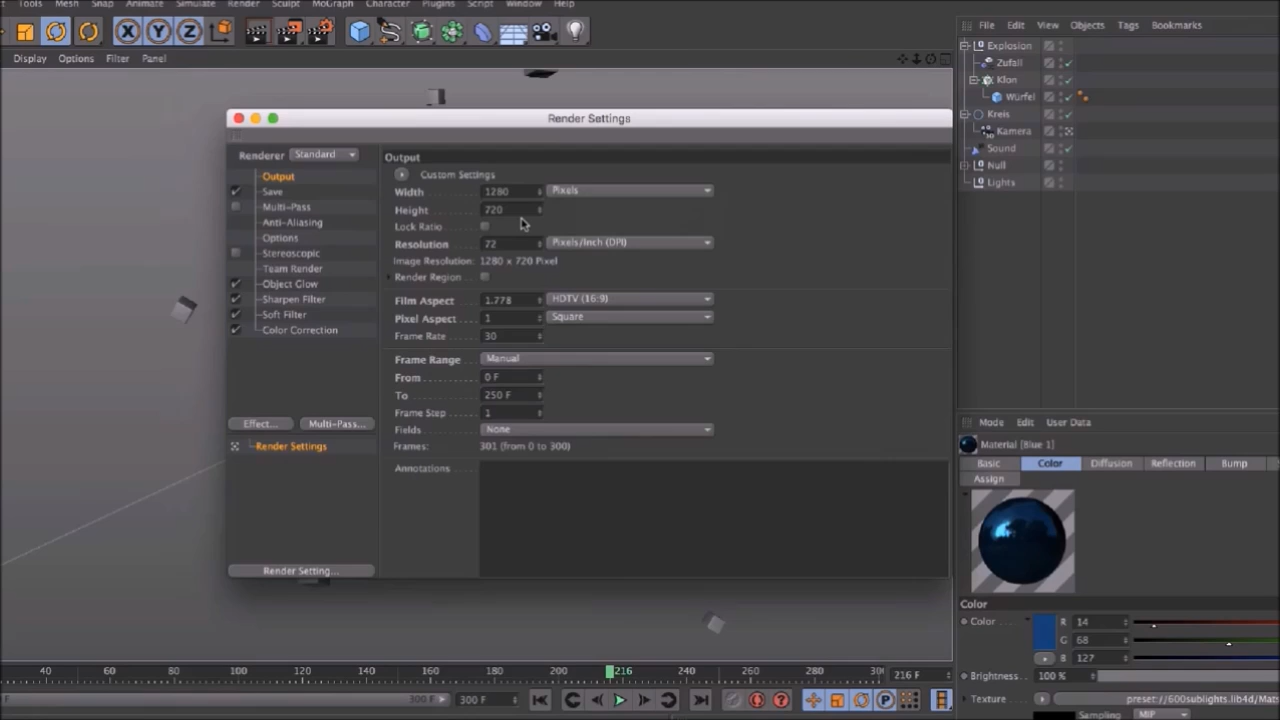 Tools Mesh Snap Animate Simulate Render Sculpt MoGraph Character Plugins Script Window Help
X Y Z
File Edit View Objects Tags Bookmarks
Display Options Filter Panel
Explosion
Zufall
Klon
Würfel
Kreis
Kamera
Sound
Null
Lights
Render Settings
Renderer Standard
Output
Save
Multi-Pass
Anti-Aliasing
Options
Stereoscopic
Team Render
Object Glow
Sharpen Filter
Soft Filter
Color Correction
Effect... Multi-Pass...
Render Settings
Render Setting...
Output
Custom Settings
Width 1280 Pixels
Height 720
Lock Ratio
Resolution 72 Pixels/Inch (DPI)
Image Resolution: 1280 x 720 Pixel
Render Region
Film Aspect 1.778 HDTV (16:9)
Pixel Aspect 1 Square
Frame Rate 30
Frame Range Manual
From 0 F
To 250 F
Frame Step 1
Fields None
Frames: 301 (from 0 to 300)
Annotations
Mode Edit User Data
Material [Blue 1]
Basic Color Diffusion Reflection Bump
Assign
Color
Color R 14
G 68
B 127
Brightness 100 %
Texture preset://600sublights.lib4d/Mat
Sampling MIP
40 60 80 100 120 140 160 180 200 216 240 260 280 216 F
F 300 F 300 F P